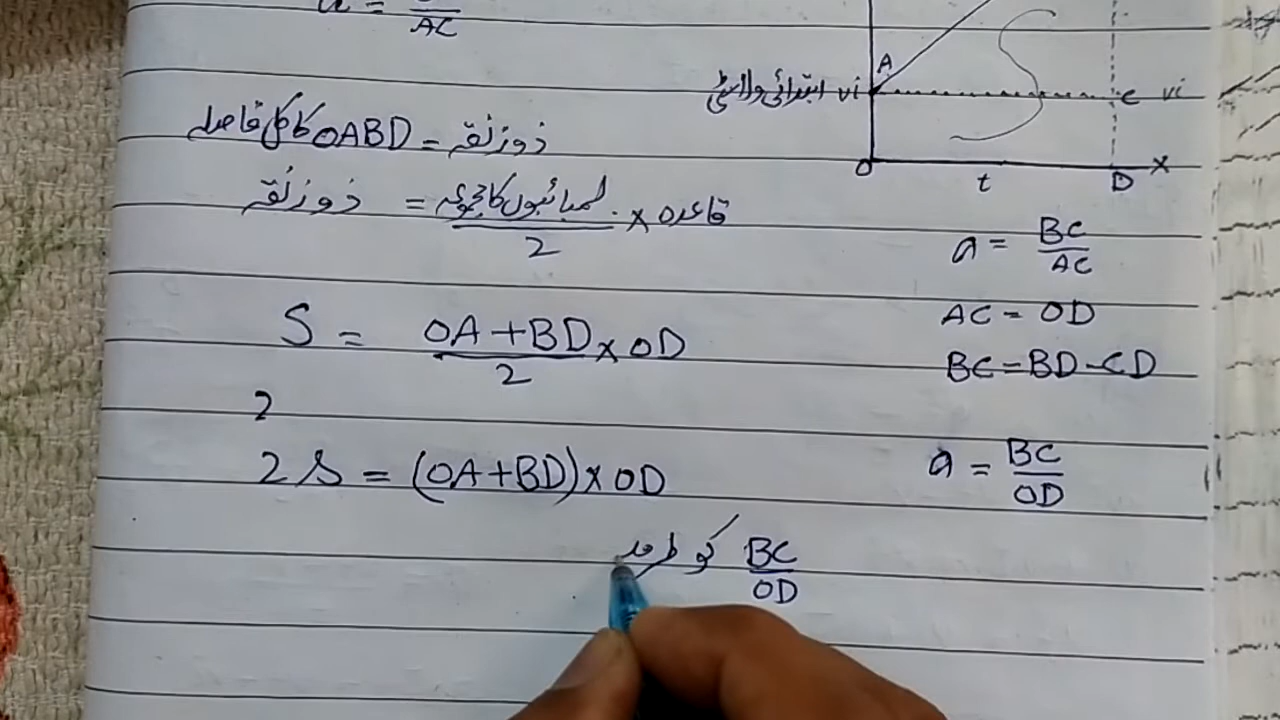 AC
A
ابتدائی ولاسٹی vi
C vi
O t D X
ذوزنقہ = OABD کا کل فاصلہ
ذوزنقہ = لمبائیوں کا مجموعہ / 2 × قاعدہ
a = BC / AC
S = OA + BD / 2 × OD
AC = OD
BC = BD - CD
2
2S = (OA + BD) × OD
a = BC / OD
BC / OD کو